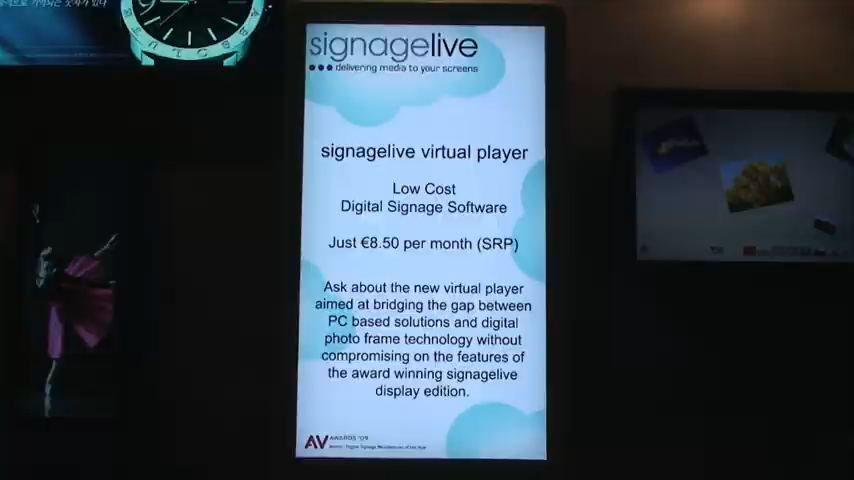 signagelive
delivering media to your screens
signagelive virtual player
Low Cost
Digital Signage Software
Just €8.50 per month (SRP)
Ask about the new virtual player
aimed at bridging the gap between
PC based solutions and digital
photo frame technology without
compromising on the features of
the award winning signagelive
display edition.
AV AWARDS '09